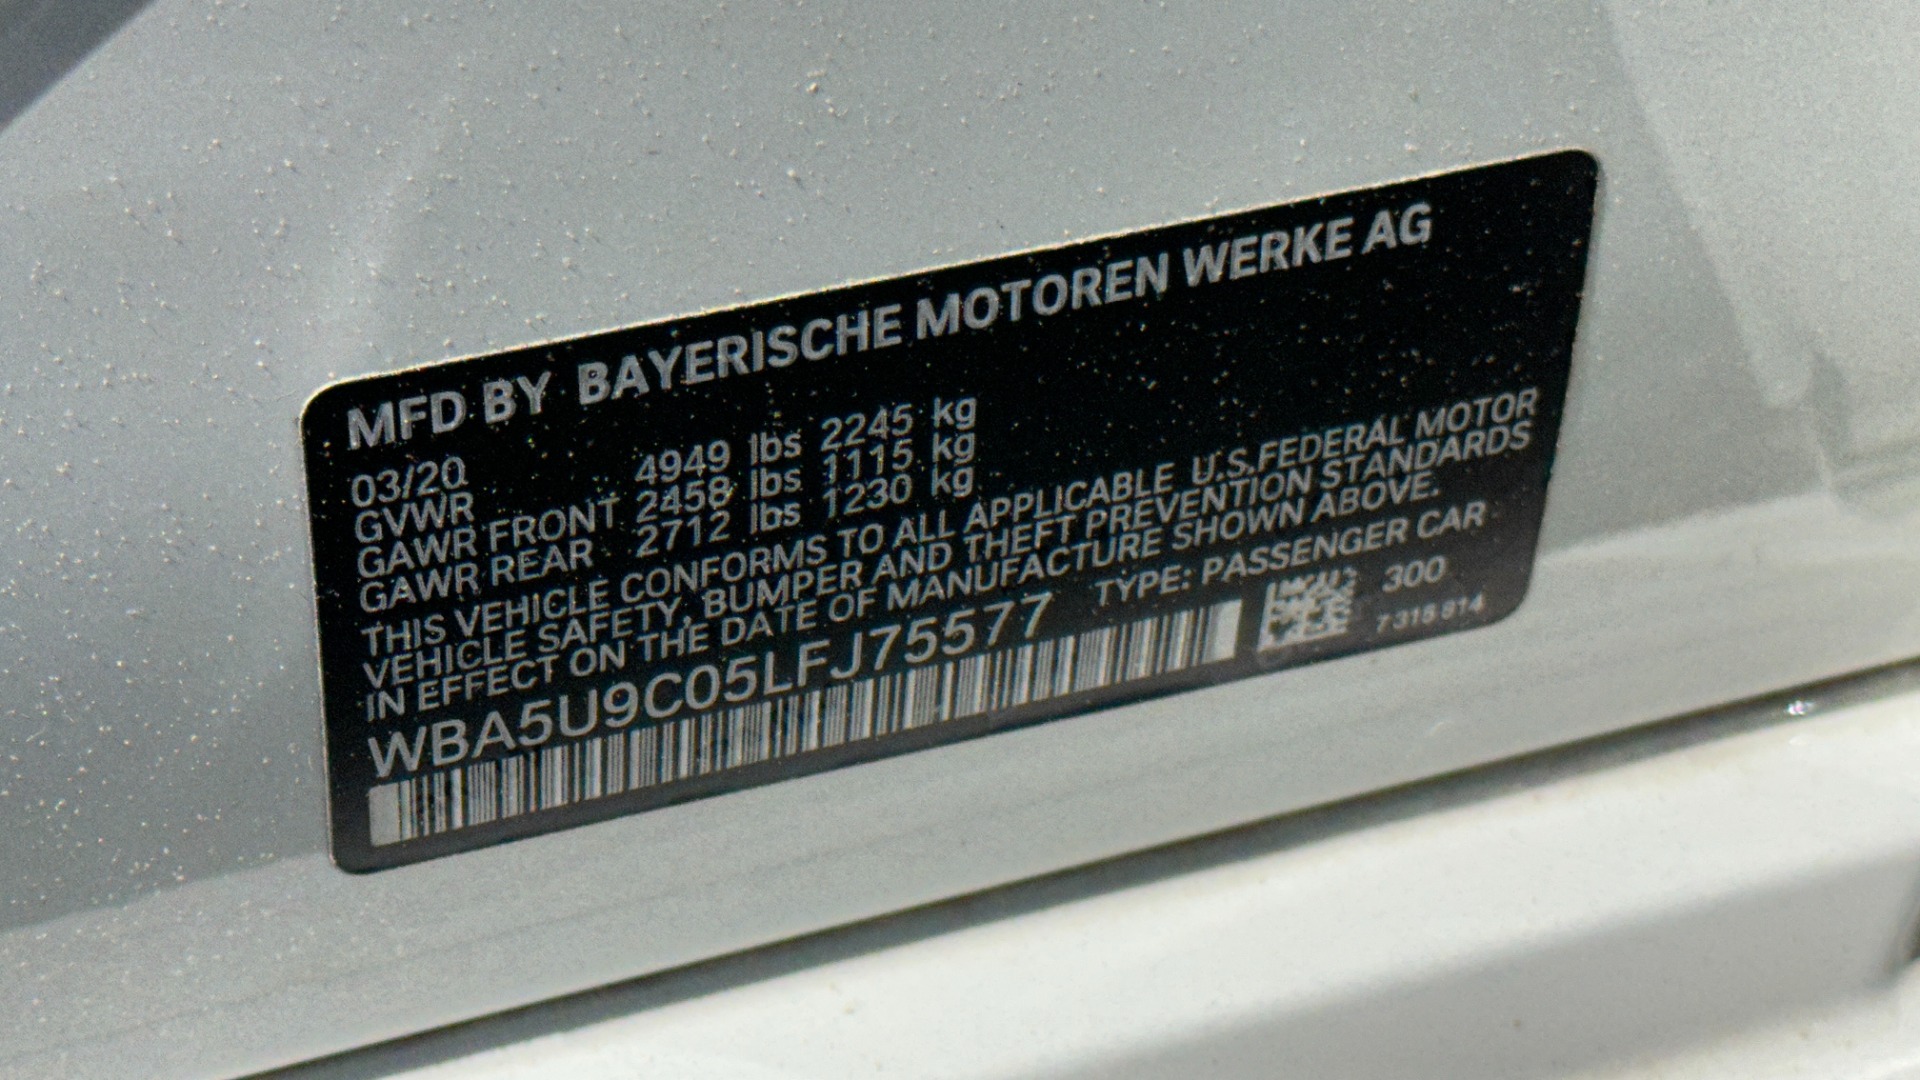 MFD BY BAYERISCHE MOTOREN WERKE AG
03/20
GVWR 4949 lbs 2245 kg
GAWR FRONT 2458 lbs 1115 kg
GAWR REAR 2712 lbs 1230 kg
THIS VEHICLE CONFORMS TO ALL APPLICABLE U.S.FEDERAL MOTOR
VEHICLE SAFETY, BUMPER AND THEFT PREVENTION STANDARDS
IN EFFECT ON THE DATE OF MANUFACTURE SHOWN ABOVE.
WBA5U9C05LFJ75577 TYPE: PASSENGER CAR
300
7 316 814